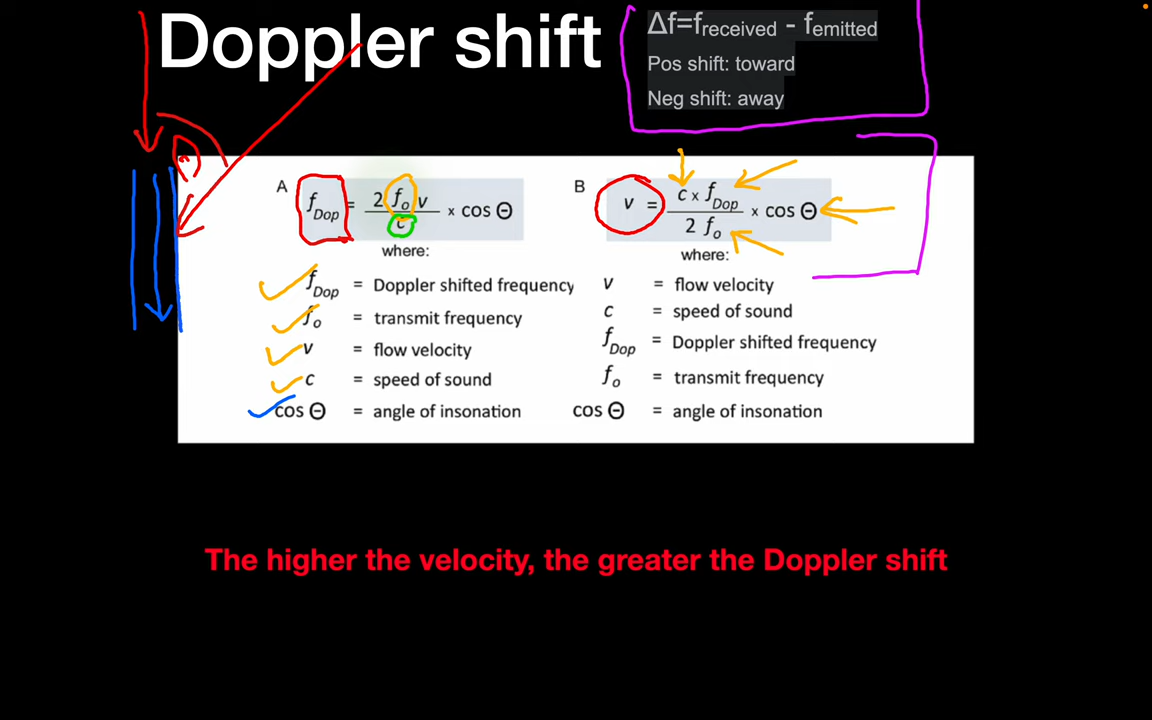 Doppler shift
Δf=freceived - femitted
Pos shift: toward
Neg shift: away
A fDop = 2 fo v / c x cos Θ
where:
fDop = Doppler shifted frequency
fo = transmit frequency
v = flow velocity
c = speed of sound
cos Θ = angle of insonation
B v = c x fDop / 2 fo x cos Θ
where:
v = flow velocity
c = speed of sound
fDop = Doppler shifted frequency
fo = transmit frequency
cos Θ = angle of insonation
The higher the velocity, the greater the Doppler shift